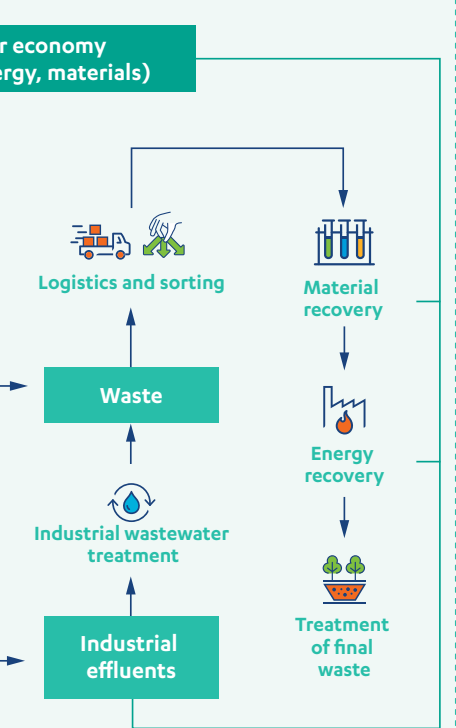 r economy
ergy, materials)
Logistics and sorting
Material
recovery
Waste
Energy
recovery
Industrial wastewater
treatment
Industrial
effluents
Treatment
of final
waste